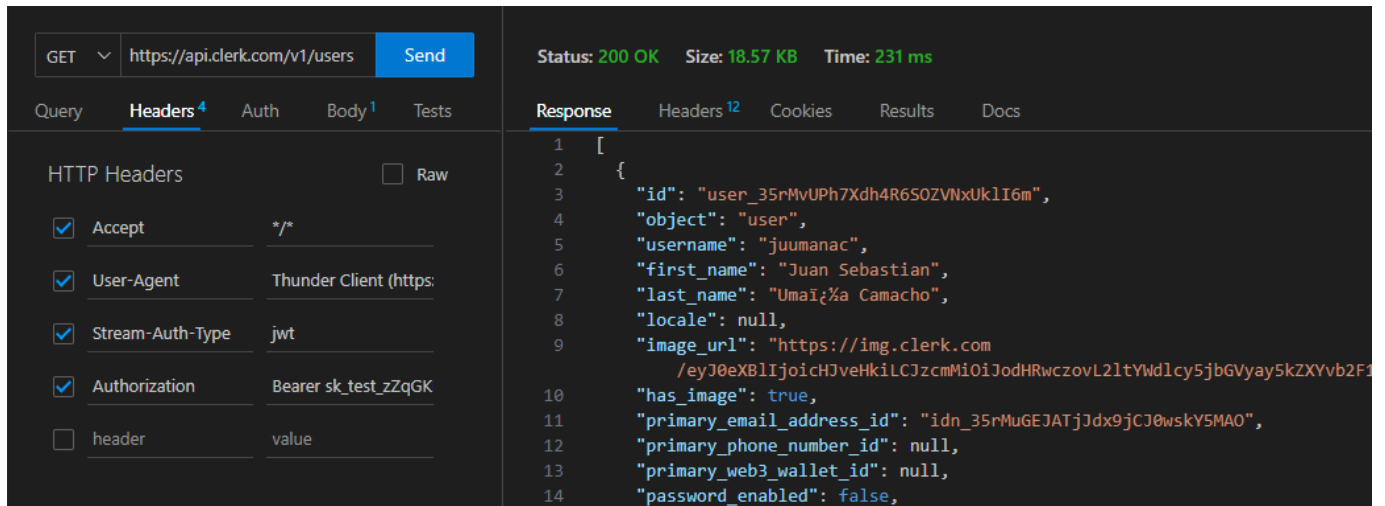 GET https://api.clerk.com/v1/users Send
Query Headers 4 Auth Body 1 Tests
HTTP Headers Raw
Accept */*
User-Agent Thunder Client (https:
Stream-Auth-Type jwt
Authorization Bearer sk_test_zZqGK
header value
Status: 200 OK Size: 18.57 KB Time: 231 ms
Response Headers 12 Cookies Results Docs
1 [
2 {
3 "id": "user_35rMvUPh7Xdh4R6SOZVNxUklI6m",
4 "object": "user",
5 "username": "juumanac",
6 "first_name": "Juan Sebastian",
7 "last_name": "Umaï¿½a Camacho",
8 "locale": null,
9 "image_url": "https://img.clerk.com
/eyJ0eXBlIjoicHJveHkiLCJzcmMiOiJodHRwczovL2ltYWdlcy5jbGVyay5kZXYvb2F1
10 "has_image": true,
11 "primary_email_address_id": "idn_35rMuGEJATjJdx9jCJ0wskY5MAO",
12 "primary_phone_number_id": null,
13 "primary_web3_wallet_id": null,
14 "password_enabled": false,